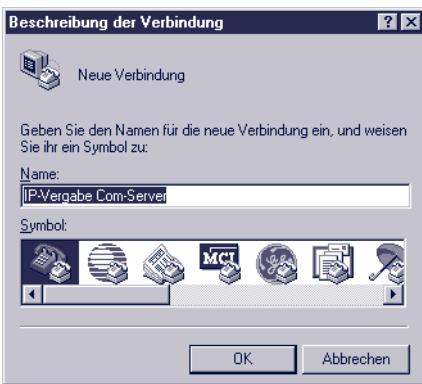 Beschreibung der Verbindung
Neue Verbindung
Geben Sie den Namen für die neue Verbindung ein, und weisen
Sie ihr ein Symbol zu:
Name:
IP-Vergabe Com-Server
Symbol:
MCI
OK
Abbrechen